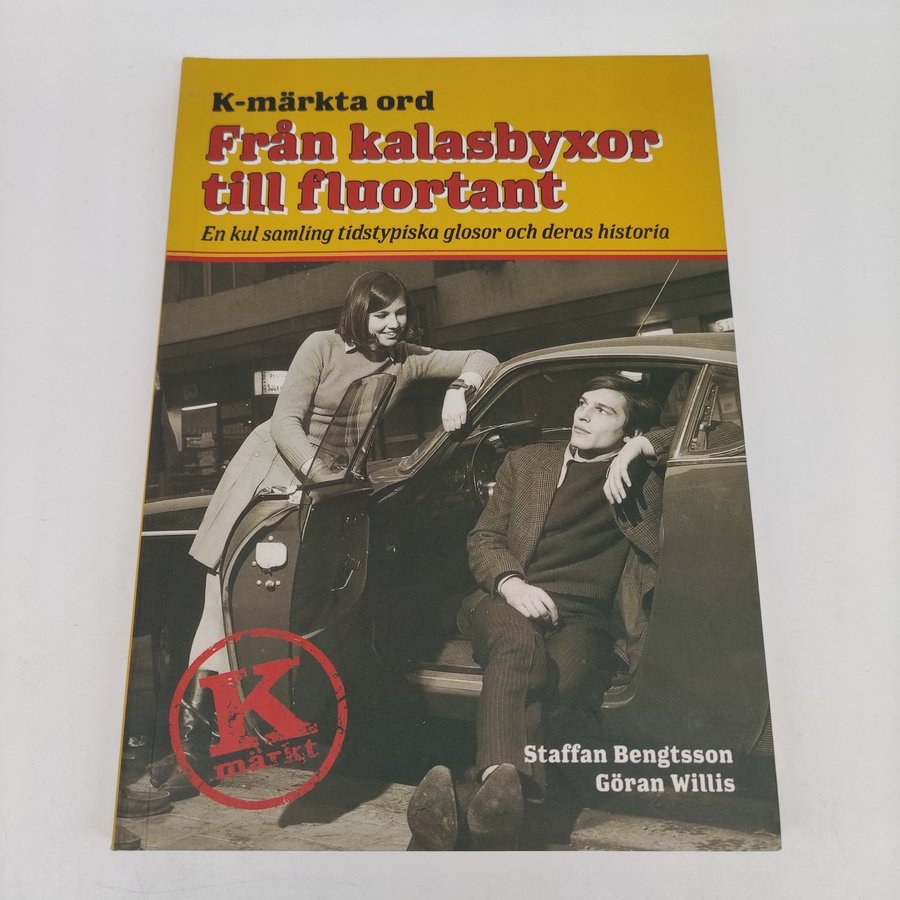 K-märkta ord
Från kalasbyxor
till fluortant
En kul samling tidstypiska glosor och deras historia
K
märkt
Staffan Bengtsson
Göran Willis